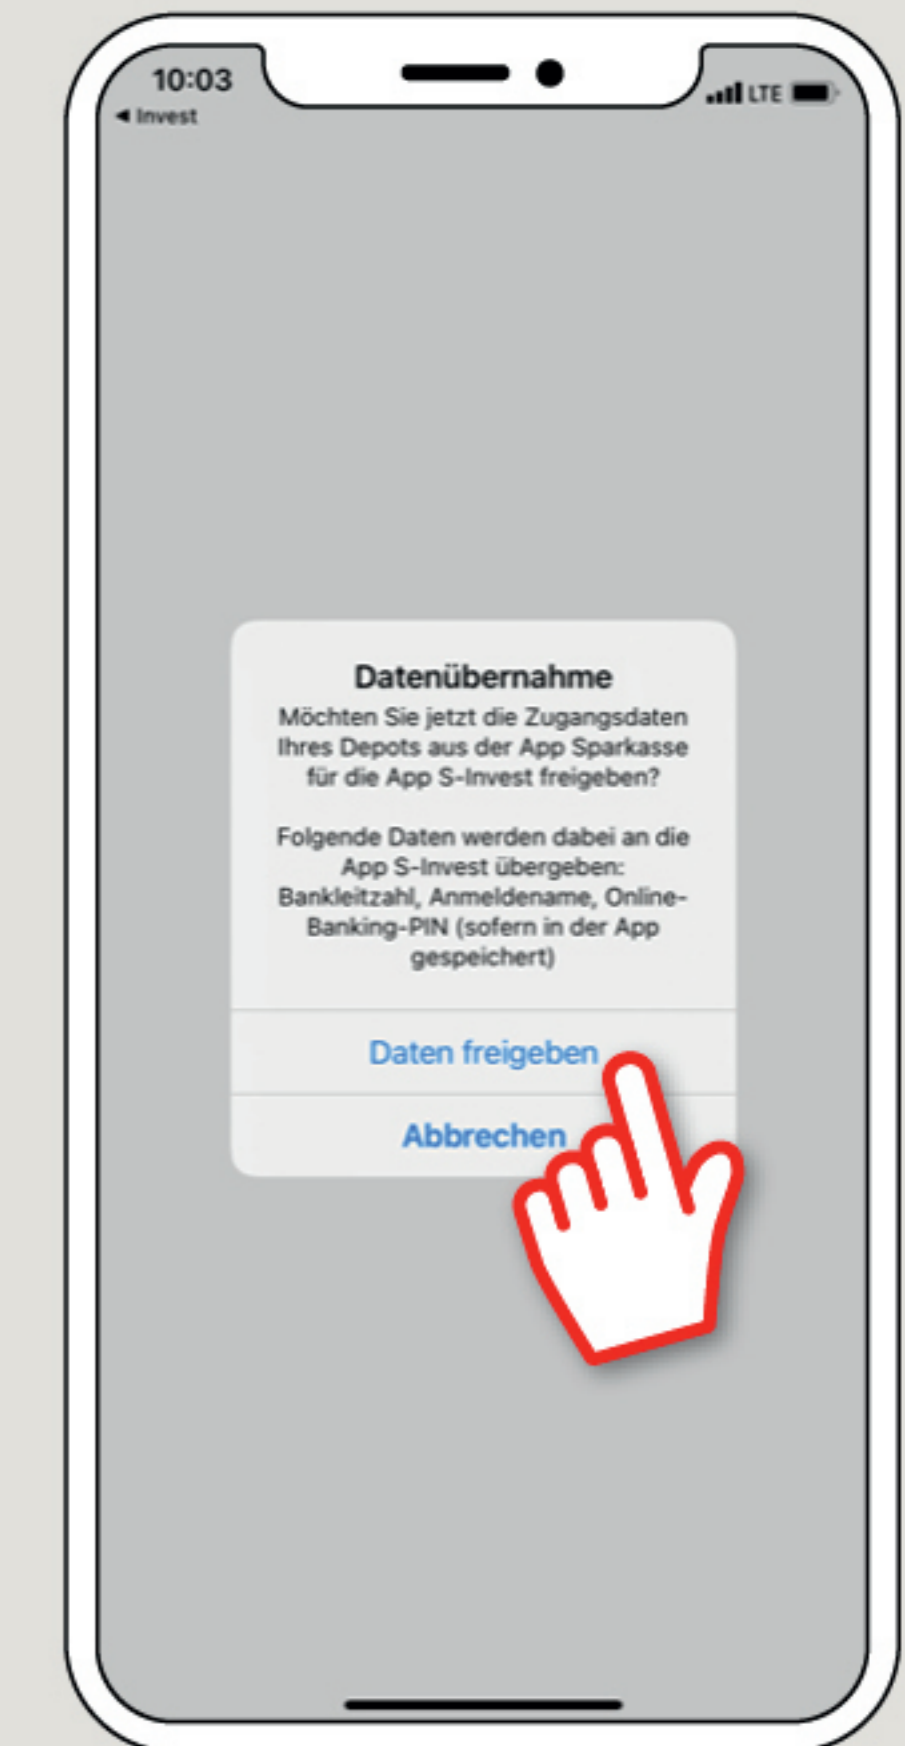 10:03
LTE
◀ Invest
Datenübernahme
Möchten Sie jetzt die Zugangsdaten
Ihres Depots aus der App Sparkasse
für die App S-Invest freigeben?
Folgende Daten werden dabei an die
App S-Invest übergeben:
Bankleitzahl, Anmeldename, Online-
Banking-PIN (sofern in der App
gespeichert)
Daten freigeben
Abbrechen